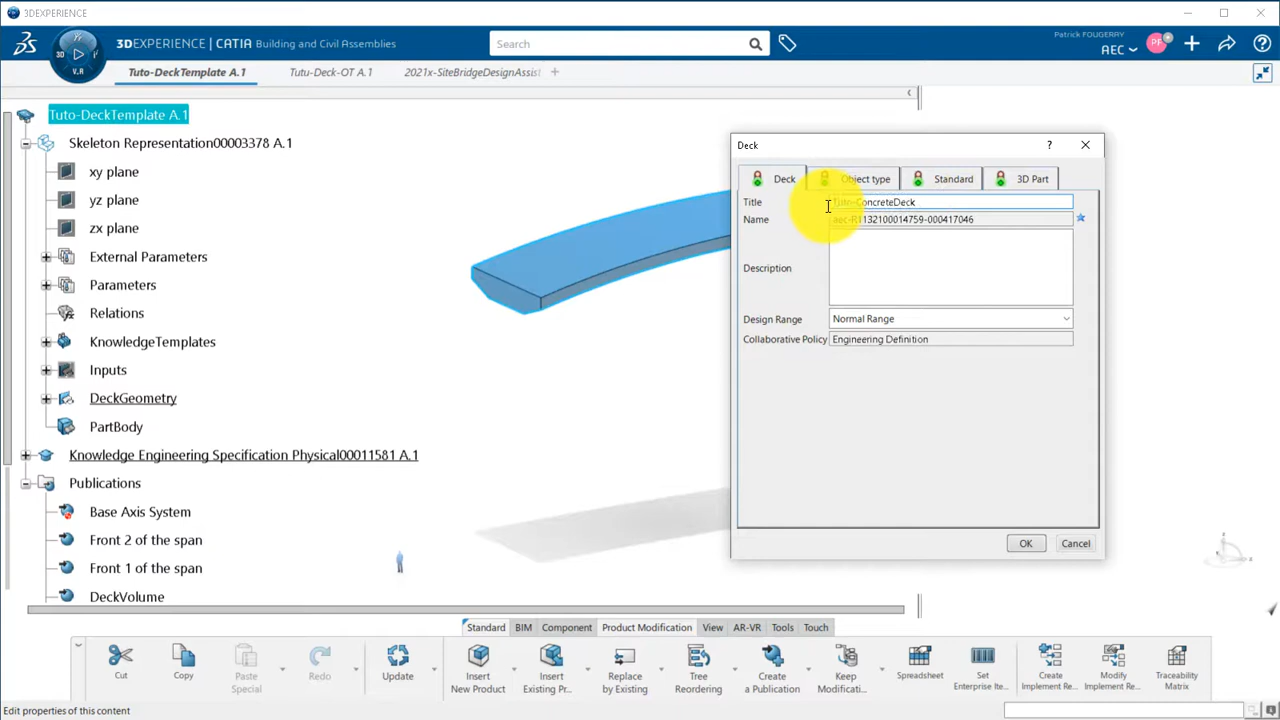 3DEXPERIENCE
3DEXPERIENCE | CATIA Building and Civil Assemblies
Search
Patrick FOUGERRY
AEC
PF
3D
V.R
Tuto-DeckTemplate A.1
Tutu-Deck-OT A.1
2021x-SiteBridgeDesignAssist
Tuto-DeckTemplate A.1
Skeleton Representation00003378 A.1
xy plane
yz plane
zx plane
External Parameters
Parameters
Relations
KnowledgeTemplates
Inputs
DeckGeometry
PartBody
Knowledge Engineering Specification Physical00011581 A.1
Publications
Base Axis System
Front 2 of the span
Front 1 of the span
DeckVolume
Deck
?
Deck
Object type
Standard
3D Part
Title
Tuto-ConcreteDeck
Name
aec-R1132100014759-000417046
Description
Design Range
Normal Range
Collaborative Policy
Engineering Definition
OK
Cancel
Standard
BIM
Component
Product Modification
View
AR-VR
Tools
Touch
Cut
Copy
Paste
Special
Redo
Update
Insert
New Product
Insert
Existing Pr...
Replace
by Existing
Tree
Reordering
Create
a Publication
Keep
Modificati...
Spreadsheet
Set
Enterprise Ite...
Create
Implement Re...
Modify
Implement Re...
Traceability
Matrix
Edit properties of this content